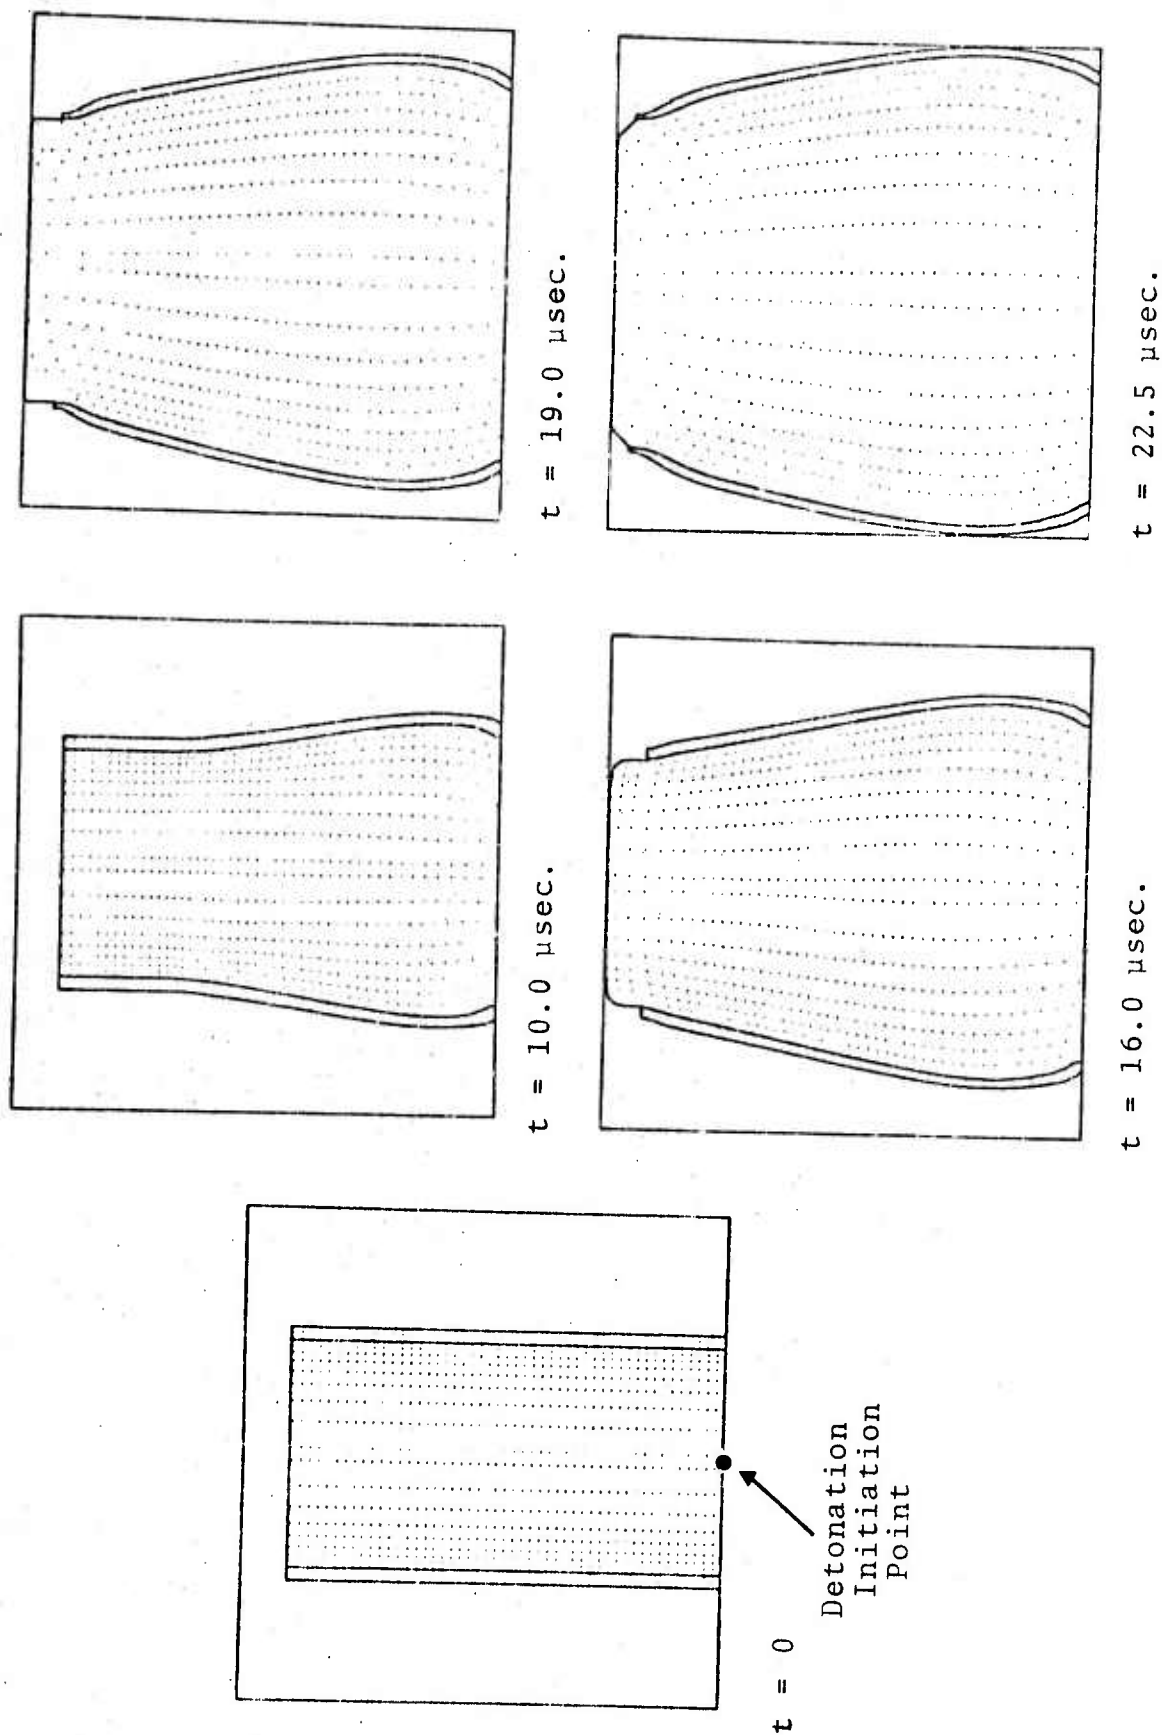 t = 0
Detonation
Initiation
Point
t = 10.0 μsec.
t = 16.0 μsec.
t = 19.0 μsec.
t = 22.5 μsec.